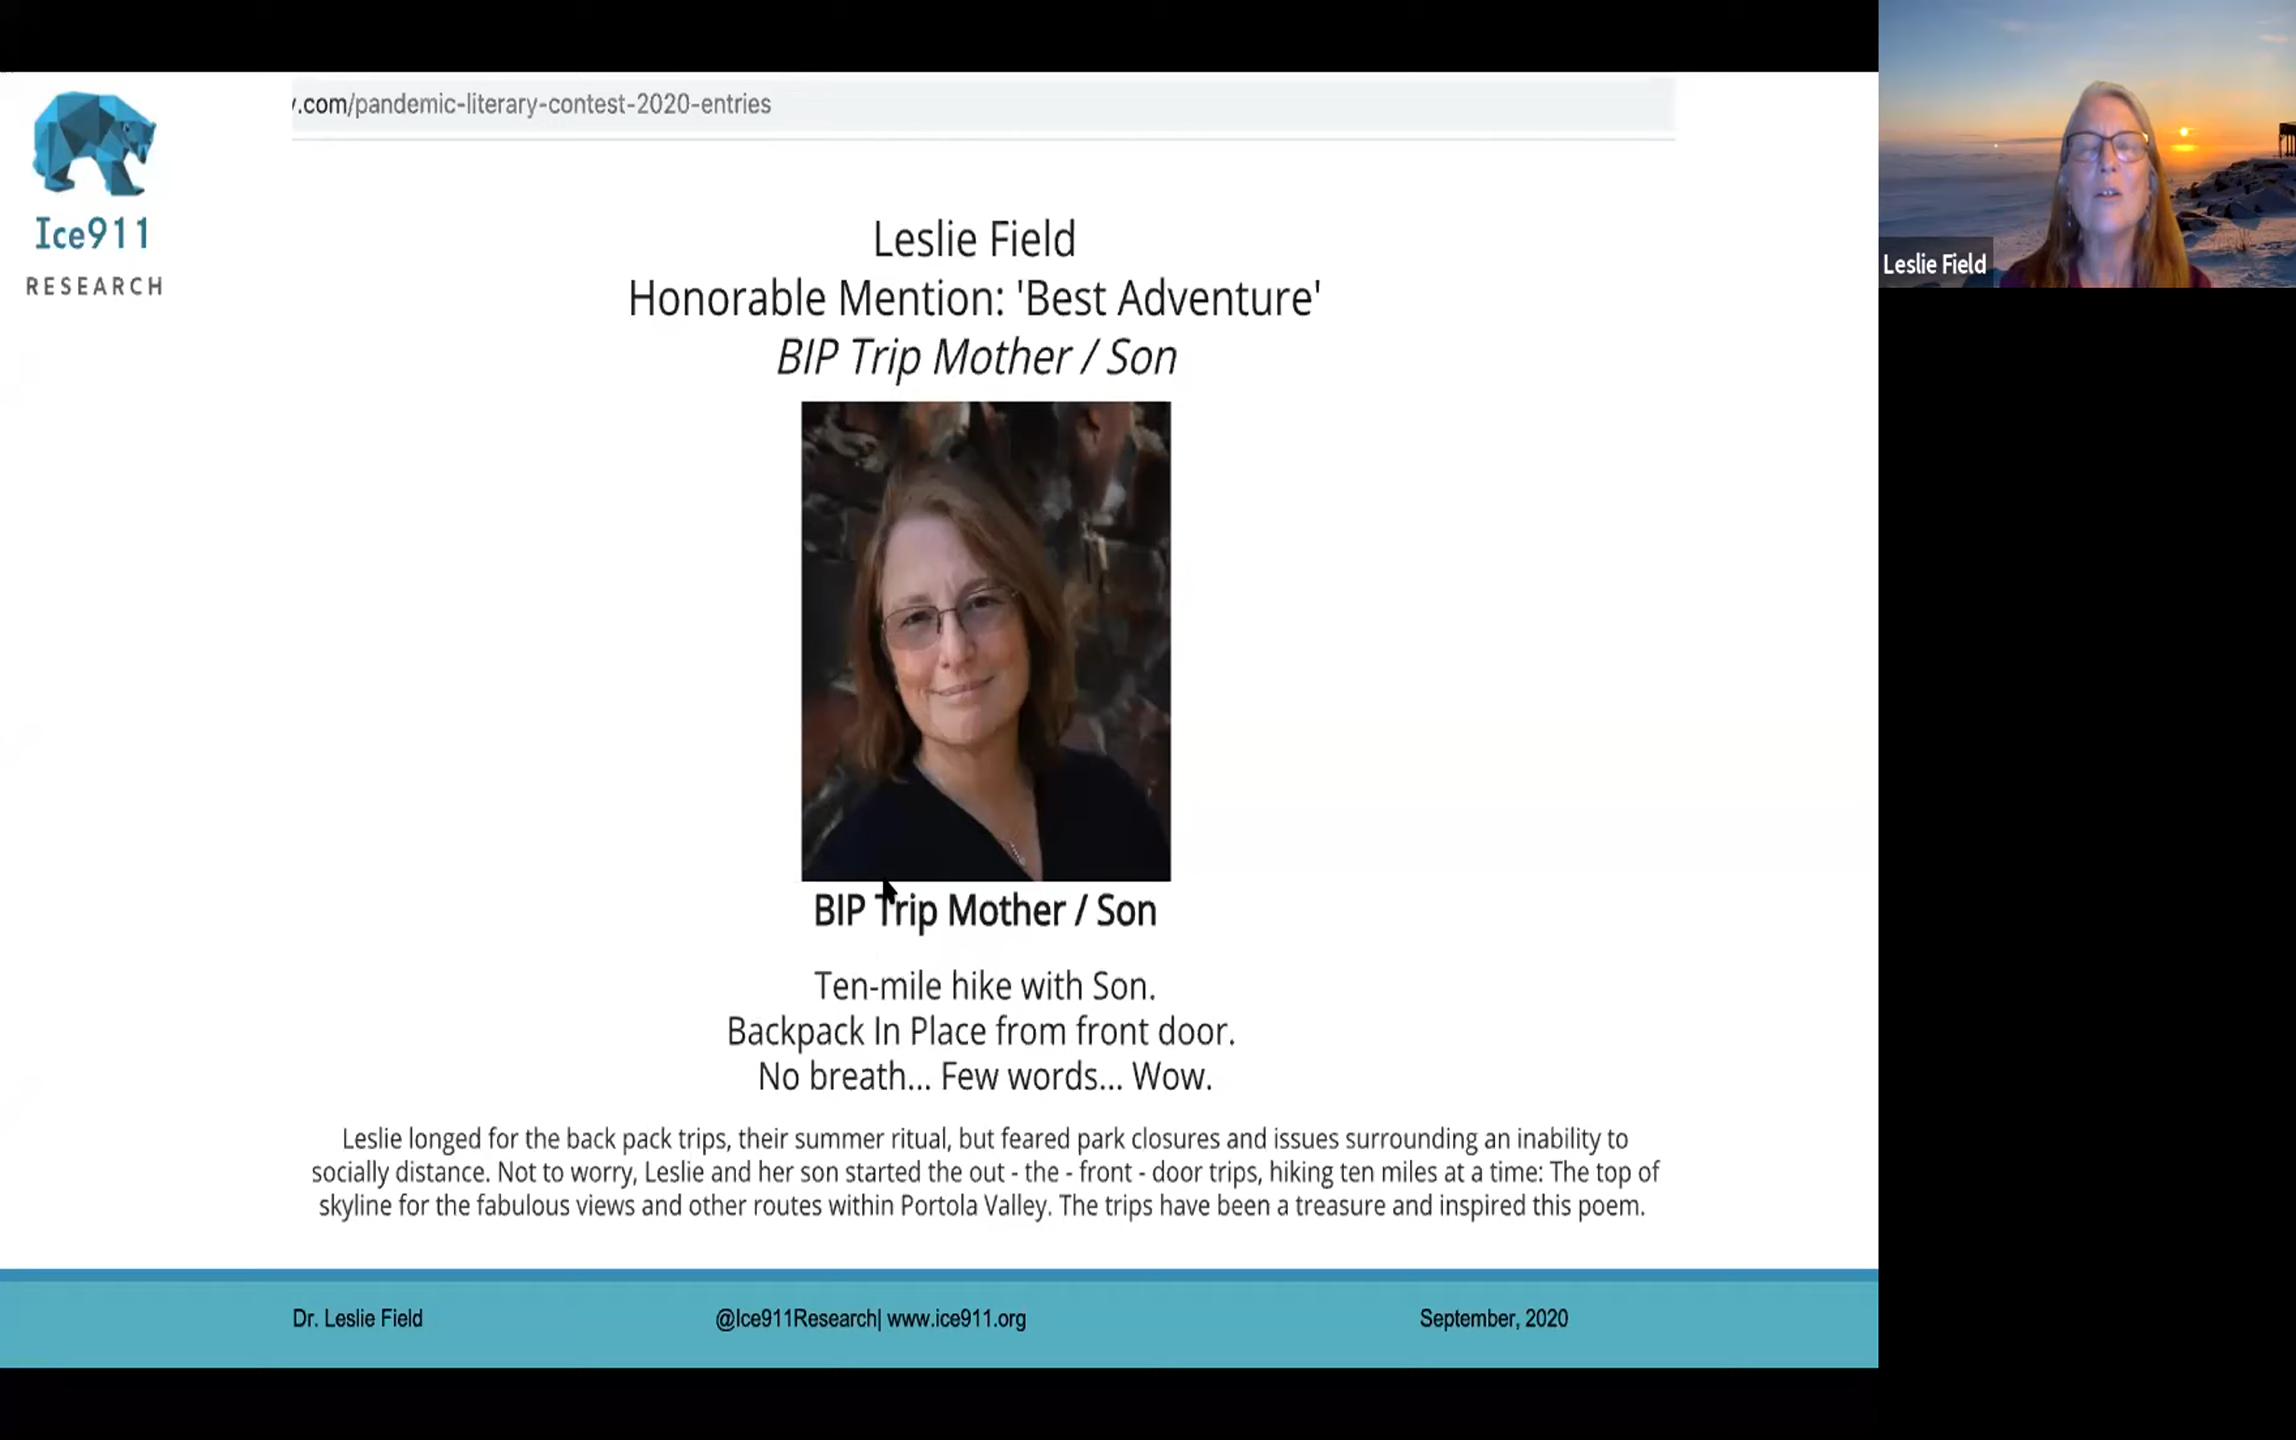 y.com/pandemic-literary-contest-2020-entries
Ice911
RESEARCH
Leslie Field
Honorable Mention: 'Best Adventure'
BIP Trip Mother / Son
BIP Trip Mother / Son
Ten-mile hike with Son.
Backpack In Place from front door.
No breath... Few words... Wow.
Leslie longed for the back pack trips, their summer ritual, but feared park closures and issues surrounding an inability to
socially distance. Not to worry, Leslie and her son started the out - the - front - door trips, hiking ten miles at a time: The top of
skyline for the fabulous views and other routes within Portola Valley. The trips have been a treasure and inspired this poem.
Dr. Leslie Field
@Ice911Research| www.ice911.org
September, 2020
Leslie Field